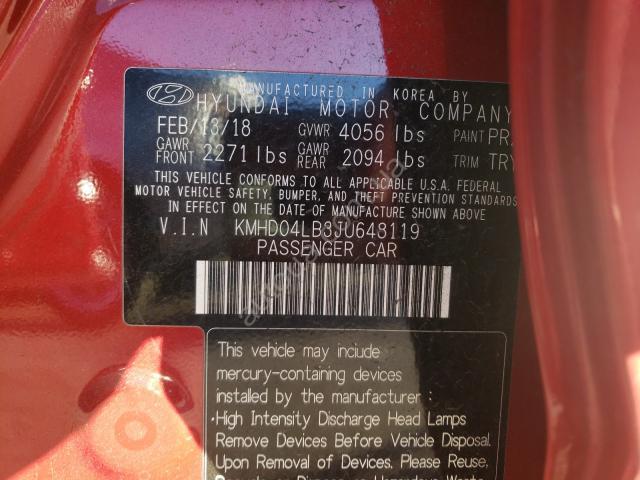 MANUFACTURED IN KOREA BY
HYUNDAI MOTOR COMPANY
FEB/13/18 GVWR 4056 lbs PAINT PR
GAWR FRONT 2271 lbs GAWR REAR 2094 lbs TRIM TRY
THIS VEHICLE CONFORMS TO ALL APPLICABLE U.S.A. FEDERAL
MOTOR VEHICLE SAFETY, BUMPER, AND THEFT PREVENTION STANDARDS
IN EFFECT ON THE DATE OF MANUFACTURE SHOWN ABOVE.
V.I.N KMHD04LB3JU648119
PASSENGER CAR
This vehicle may include
mercury-containing devices
installed by the manufacturer :
•High Intensity Discharge Head Lamps
Remove Devices Before Vehicle Disposal.
Upon Removal of Devices, Please Reuse,